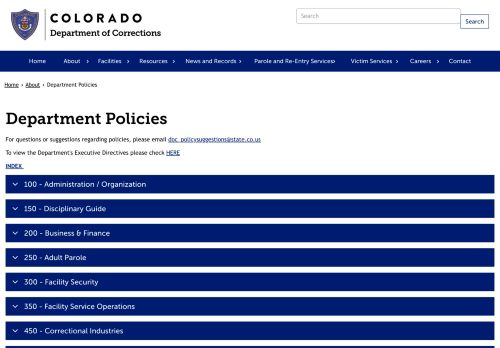 COLORADO
Department of Corrections
Search
Search
Home About Facilities Resources News and Records Parole and Re-Entry Services Victim Services Careers Contact
Home › About › Department Policies
Department Policies
For questions or suggestions regarding policies, please email doc_policysuggestions@state.co.us
To view the Department's Executive Directives please check HERE
INDEX
100 - Administration / Organization
150 - Disciplinary Guide
200 - Business & Finance
250 - Adult Parole
300 - Facility Security
350 - Facility Service Operations
450 - Correctional Industries